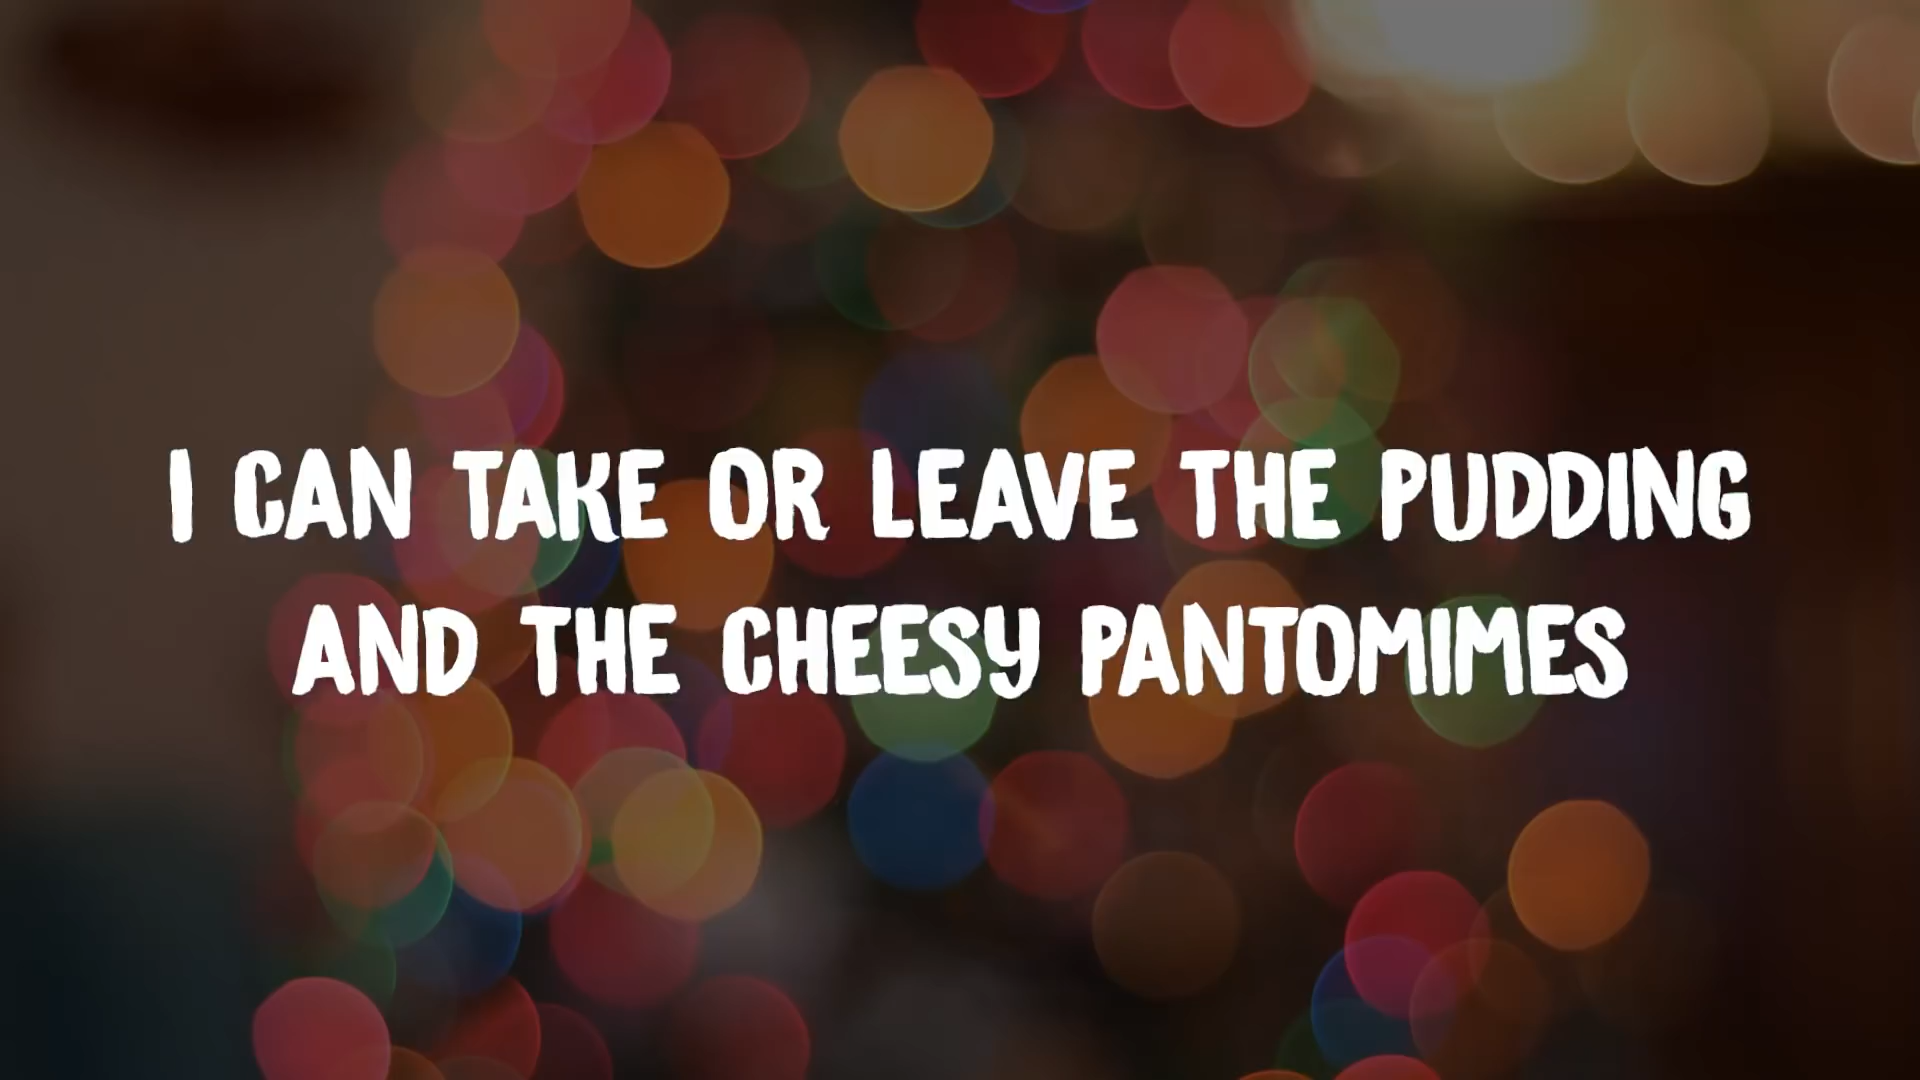 I CAN TAKE OR LEAVE THE PUDDING
AND THE CHEESY PANTOMIMES